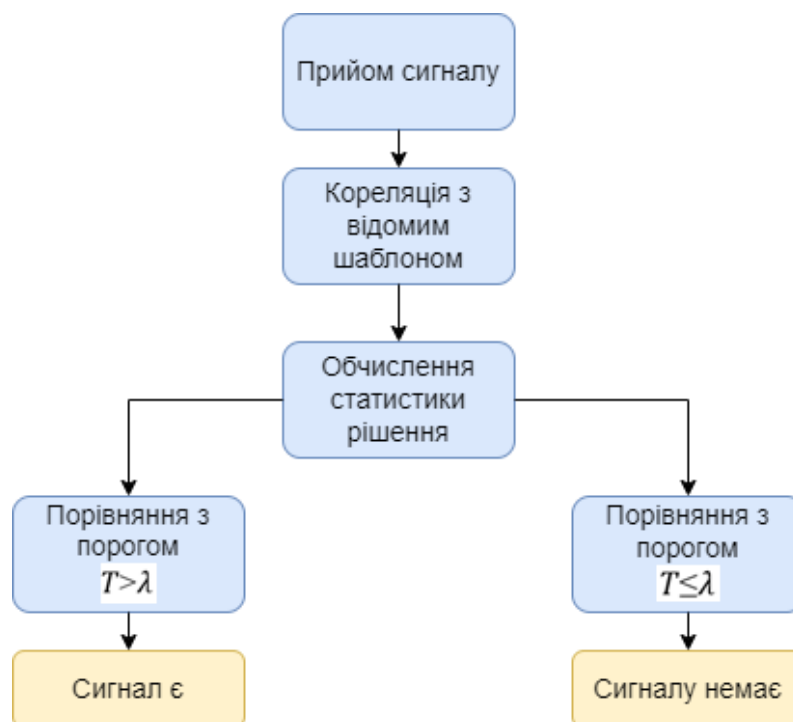 Прийом сигналу
Кореляція з
відомим
шаблоном
Обчислення
статистики
рішення
Порівняння з
порогом
T>λ
Порівняння з
порогом
T≤λ
Сигнал є
Сигналу немає